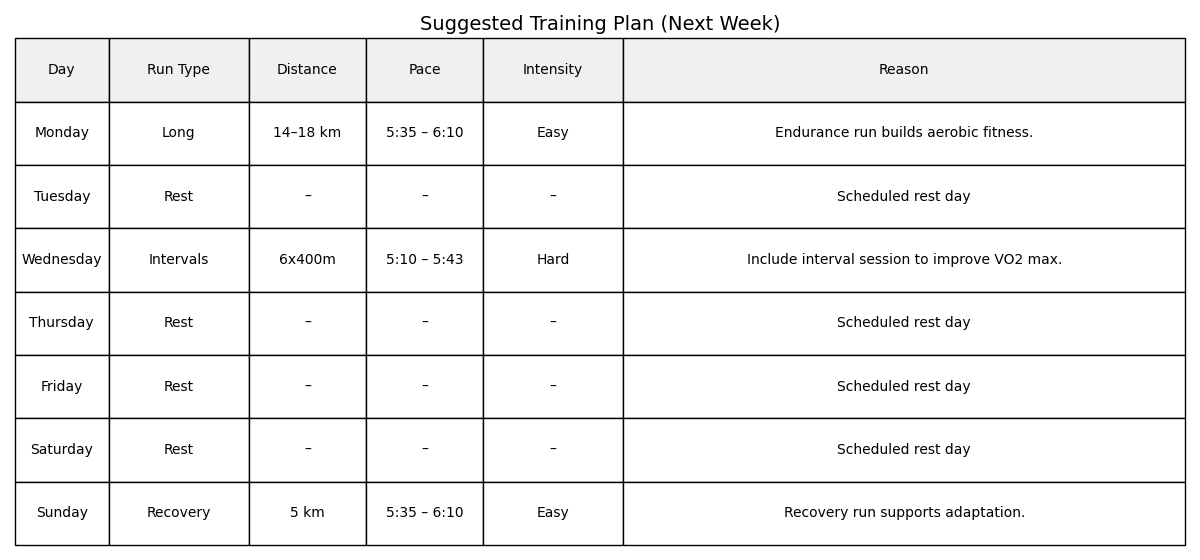 Suggested Training Plan (Next Week)
Day Run Type Distance Pace Intensity Reason
Monday Long 14–18 km 5:35 – 6:10 Easy Endurance run builds aerobic fitness.
Tuesday Rest – – – Scheduled rest day
Wednesday Intervals 6x400m 5:10 – 5:43 Hard Include interval session to improve VO2 max.
Thursday Rest – – – Scheduled rest day
Friday Rest – – – Scheduled rest day
Saturday Rest – – – Scheduled rest day
Sunday Recovery 5 km 5:35 – 6:10 Easy Recovery run supports adaptation.